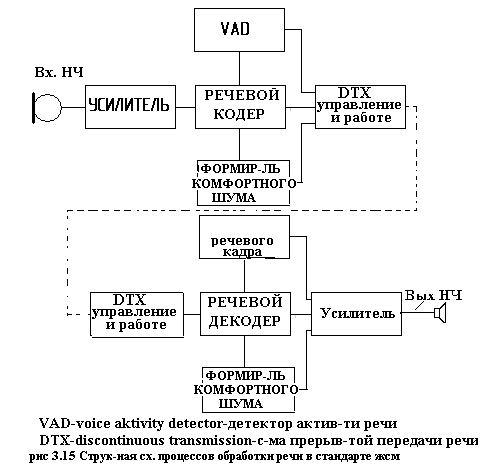 VAD
Вх. НЧ
УСИЛИТЕЛЬ
РЕЧЕВОЙ
КОДЕР
DTX
управление
и работе
ФОРМИР-ЛЬ
КОМФОРТНОГО
ШУМА
речевого
кадра
DTX
управление
и работе
РЕЧЕВОЙ
ДЕКОДЕР
Усилитель
Вых НЧ
ФОРМИР-ЛЬ
КОМФОРТНОГО
ШУМА
VAD-voice aktivity detector-детектор актив-ти речи
DTX-discontinuous transmission-с-ма прерыв-той передачи речи
рис 3.15 Струк-ная сх. процессов обработки речи в стандарте жсм